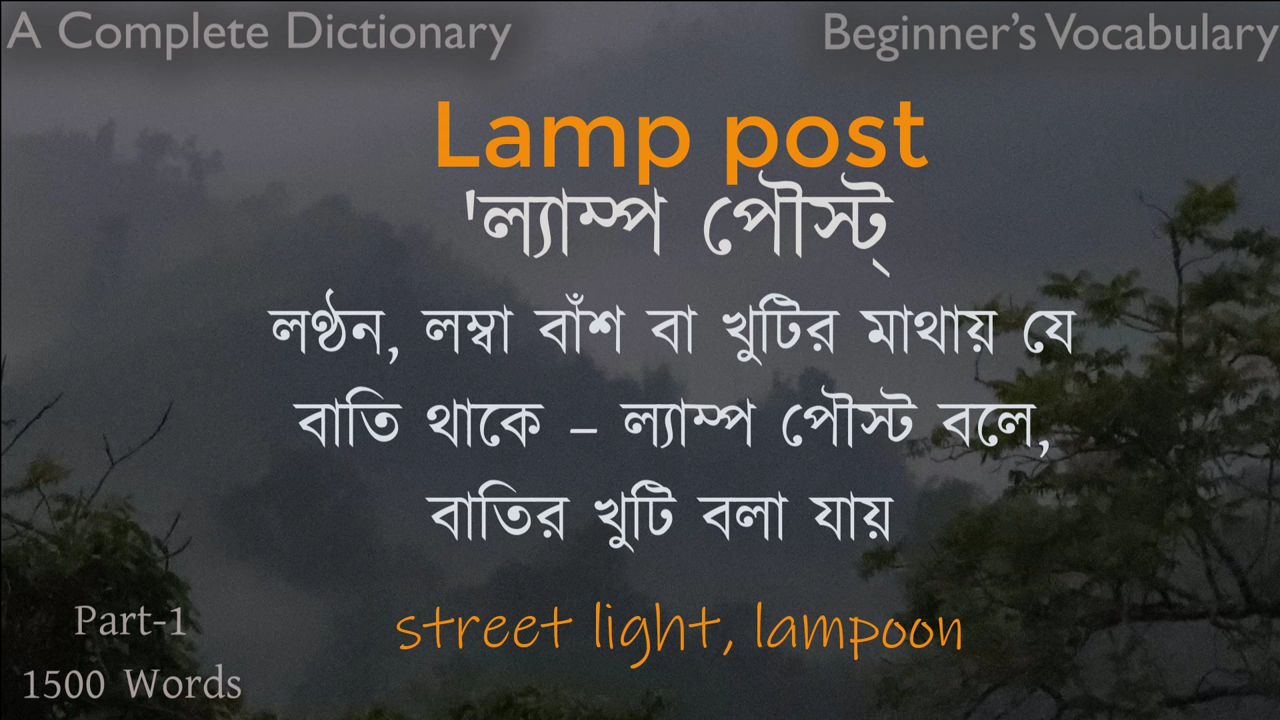 A Complete Dictionary
Beginner's Vocabulary
Lamp post
'ল্যাম্প পৌস্ট্
লণ্ঠন, লম্বা বাঁশ বা খুটির মাথায় যে
বাতি থাকে – ল্যাম্প পৌস্ট বলে,
বাতির খুটি বলা যায়
street light, lampoon
Part-1
1500 Words